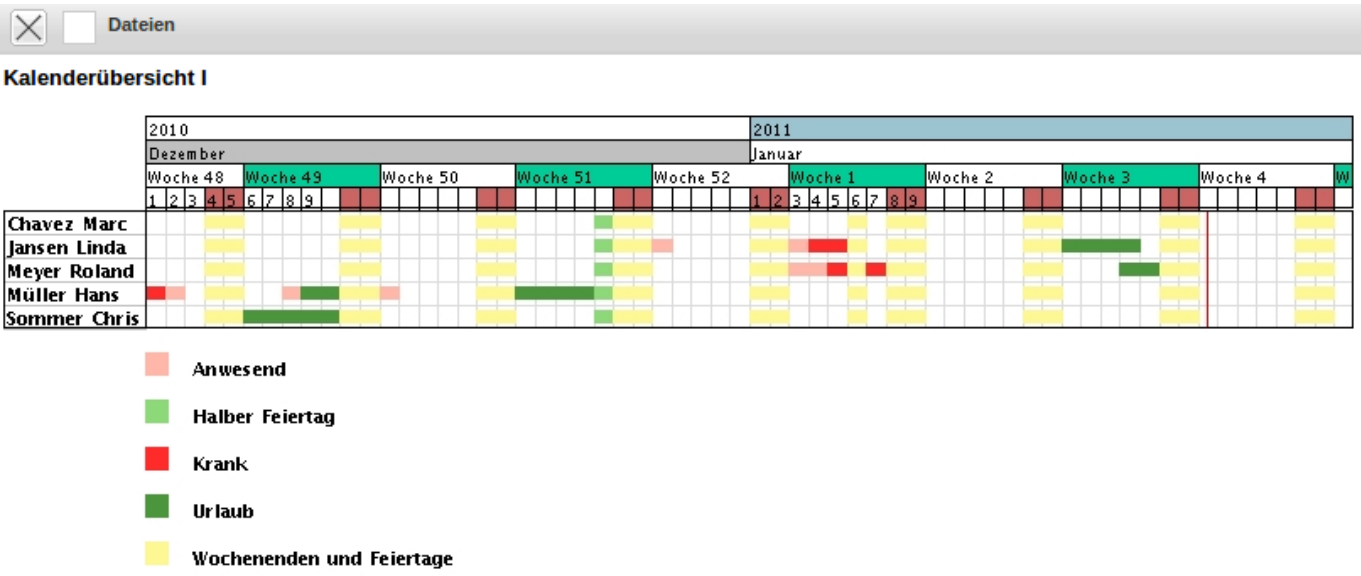 Dateien
Kalenderübersicht I
2010 2011
Dezember Januar
Woche 48 Woche 49 Woche 50 Woche 51 Woche 52 Woche 1 Woche 2 Woche 3 Woche 4 W
1 2 3 4 5 6 7 8 9 1 2 3 4 5 6 7 8 9
Chavez Marc
Jansen Linda
Meyer Roland
Müller Hans
Sommer Chris
Anwesend
Halber Feiertag
Krank
Urlaub
Wochenenden und Feiertage